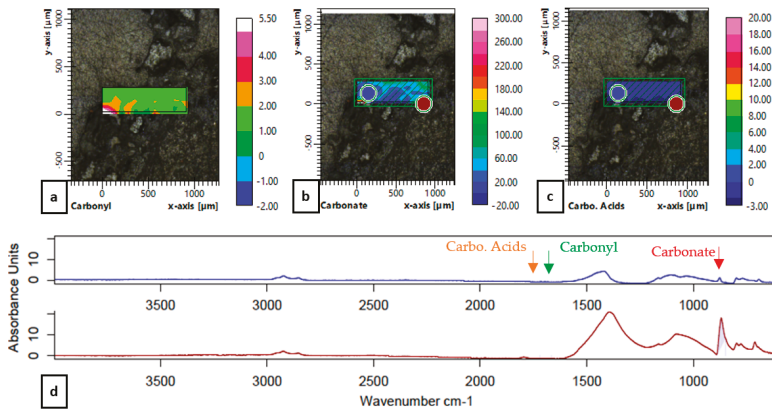 y-axis [µm]
1000
500
0
-500
0 500 1000
Carbonyl x-axis [µm]
a
5.50
4.00
3.00
2.00
1.00
0
-1.00
-2.00
y-axis [µm]
1000
500
0
-500
0 500 1000
Carbonate x-axis [µm]
b
300.00
220.00
180.00
140.00
100.00
60.00
20.00
-20.00
y-axis [µm]
1000
500
0
-500
0 500 1000
Carbo. Acids x-axis [µm]
c
20.00
16.00
14.00
12.00
10.00
8.00
6.00
4.00
2.00
0
-3.00
Carbo. Acids Carbonyl Carbonate
Absorbance Units
0 10
3500 3000 2500 2000 1500 1000
0 10
3500 3000 2500 2000 1500 1000
Wavenumber cm-1
d